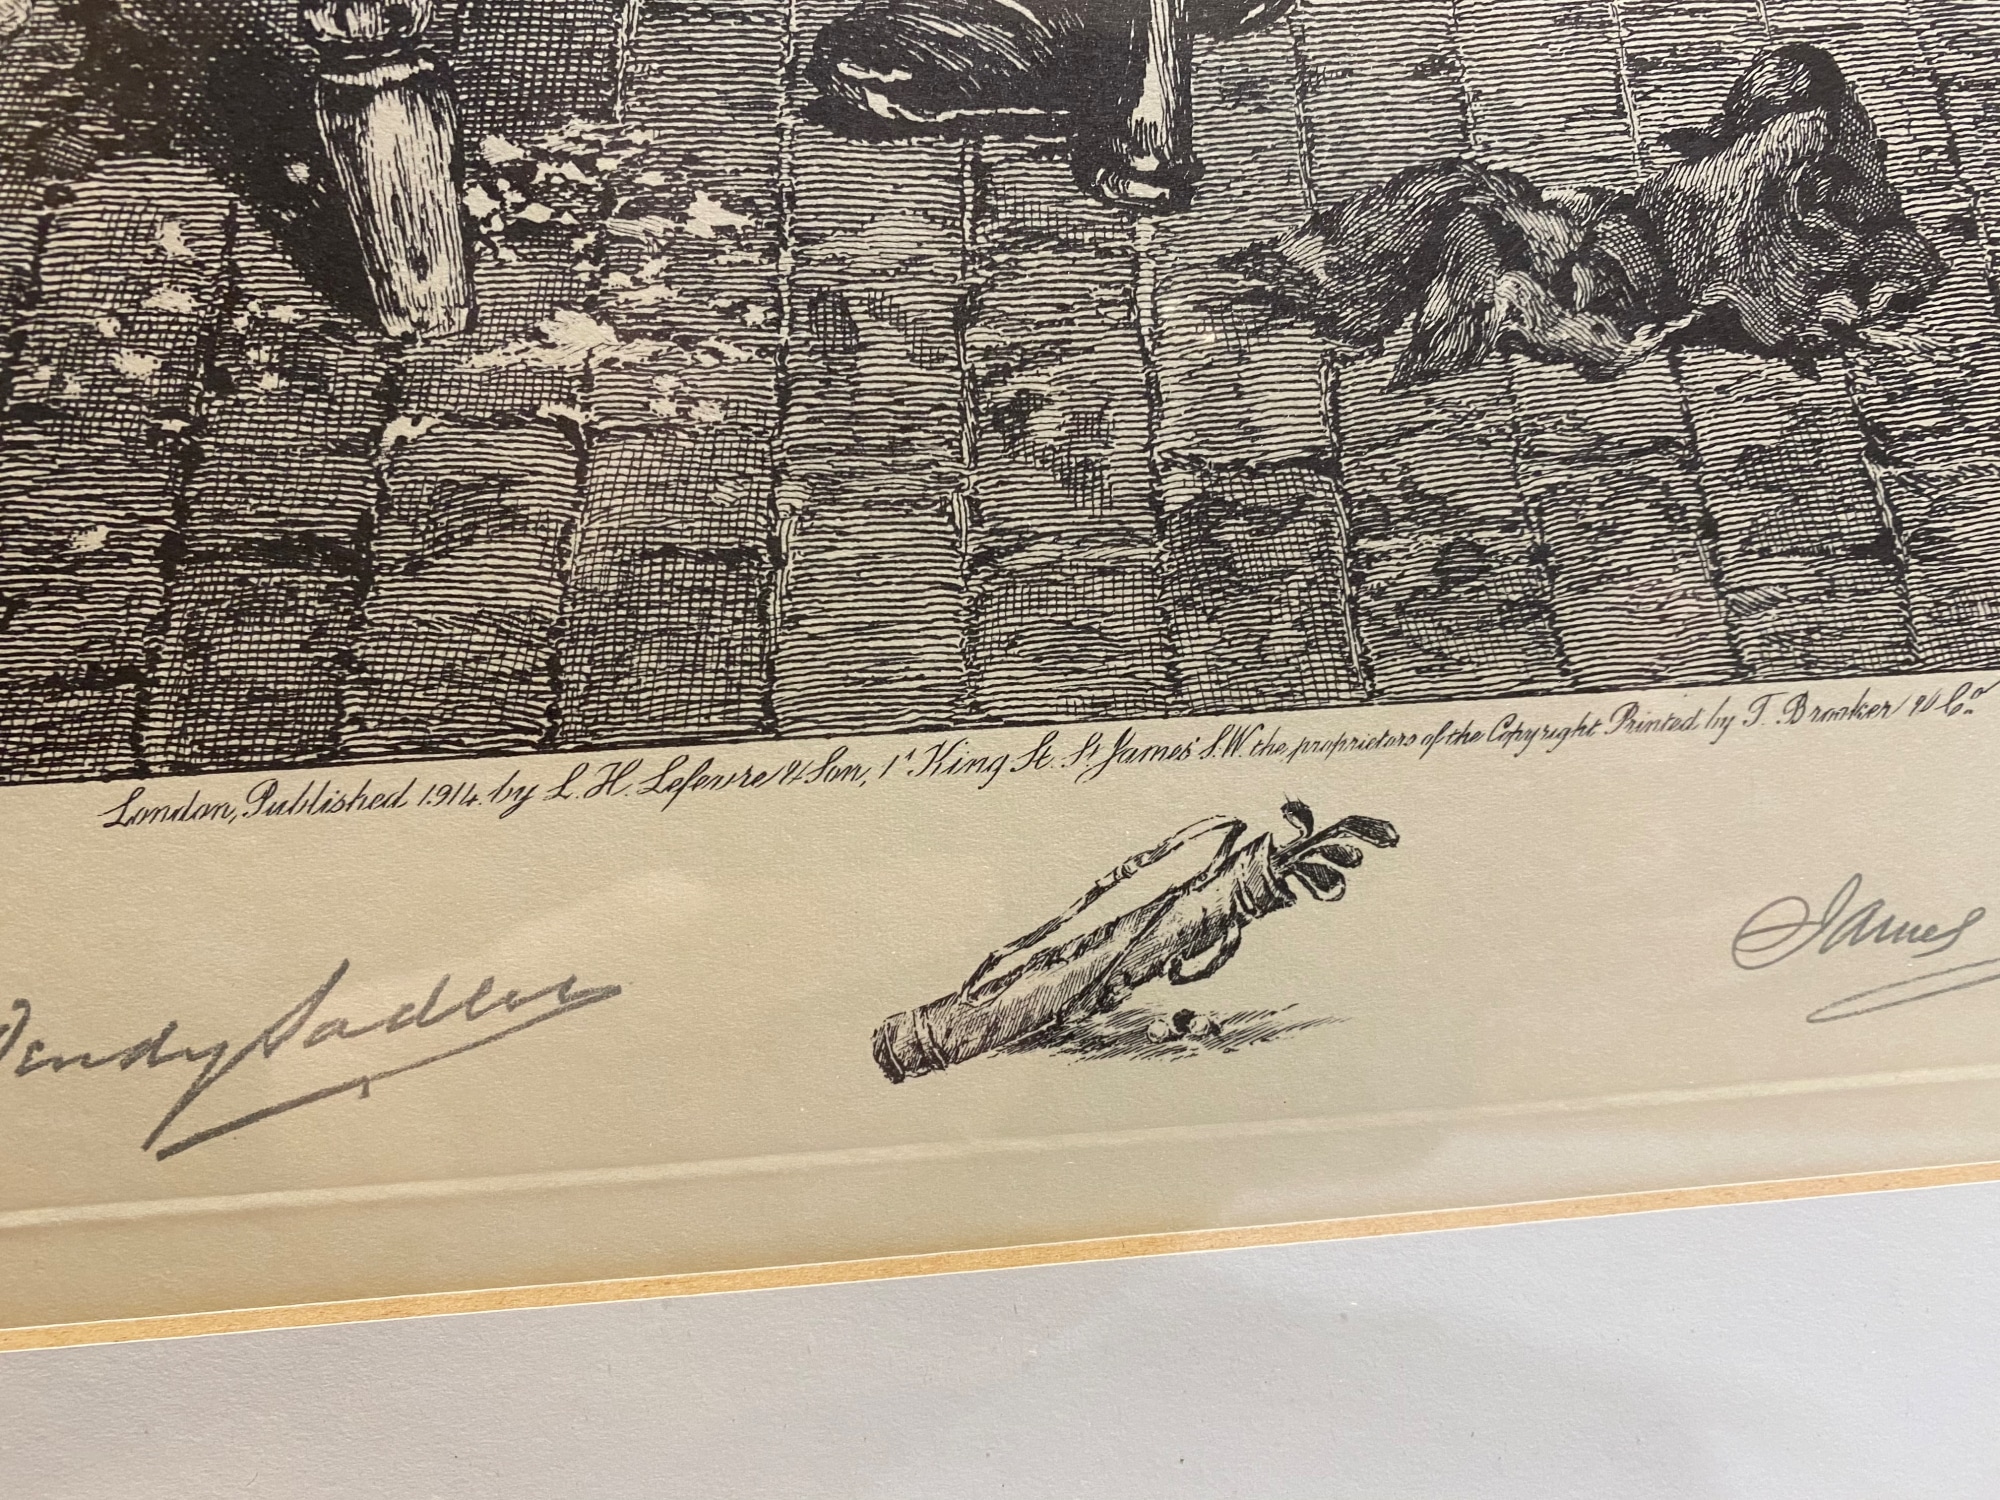 London, Published 1914. by L. H. Lefevre & Son, 1ᴬ King St. St James' S.W. the proprietors of the Copyright Printed by T. Brooker & Co.
Dendy Sadler
James